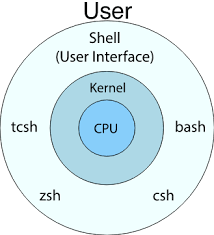 User
Shell
(User Interface)
Kernel
tcsh
CPU
bash
zsh
csh